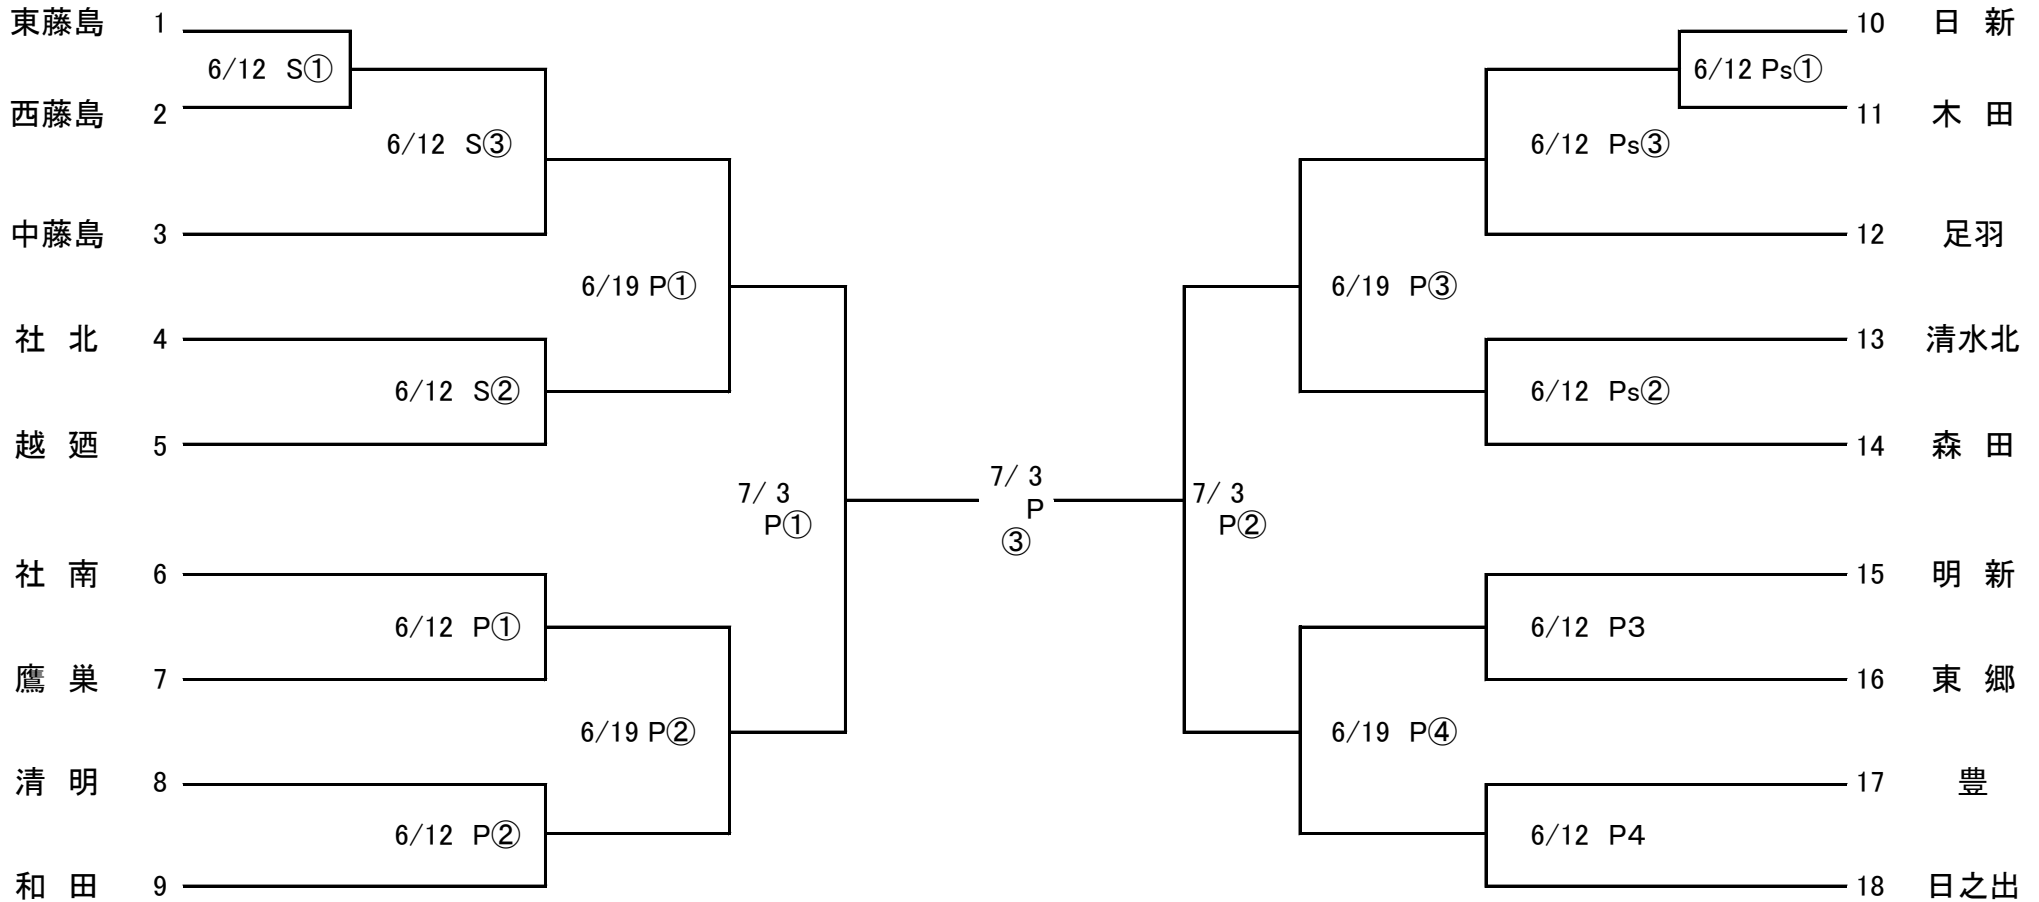 東藤島 1
6/12 S①
西藤島 2
6/12 S③
中藤島 3
6/19 P①
社 北 4
6/12 S②
越 廼 5
7/ 3
P①
社 南 6
6/12 P①
鷹 巣 7
6/19 P②
清 明 8
6/12 P②
和 田 9
7/ 3
P
③
10 日 新
6/12 Ps①
11 木 田
6/12 Ps③
12 足羽
6/19 P③
13 清水北
6/12 Ps②
14 森 田
7/ 3
P②
15 明 新
6/12 P3
16 東 郷
6/19 P④
17 豊
6/12 P4
18 日之出